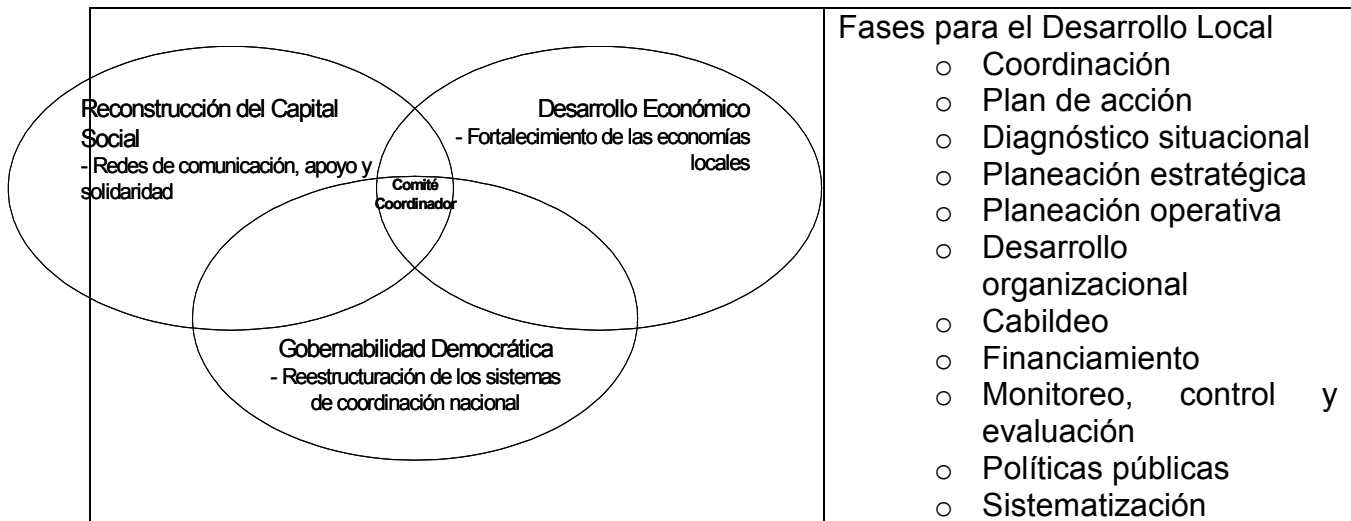 Reconstrucción del Capital
Social
- Redes de comunicación, apoyo y
solidaridad
Desarrollo Económico
- Fortalecimiento de las economías
locales
Comité
Coordinador
Gobernabilidad Democrática
- Reestructuración de los sistemas
de coordinación nacional
Fases para el Desarrollo Local
o Coordinación
o Plan de acción
o Diagnóstico situacional
o Planeación estratégica
o Planeación operativa
o Desarrollo
organizacional
o Cabildeo
o Financiamiento
o Monitoreo, control y
evaluación
o Políticas públicas
o Sistematización